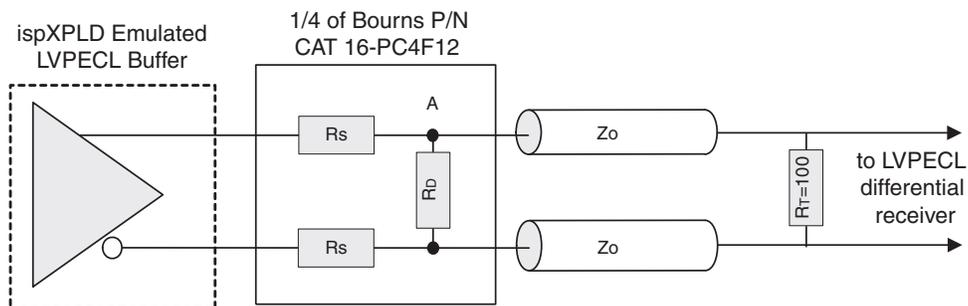 ispXPLD Emulated
LVPECL Buffer
1/4 of Bourns P/N
CAT 16-PC4F12
A
Rs
RD
Rs
Zo
Zo
RT=100
to LVPECL
differential
receiver